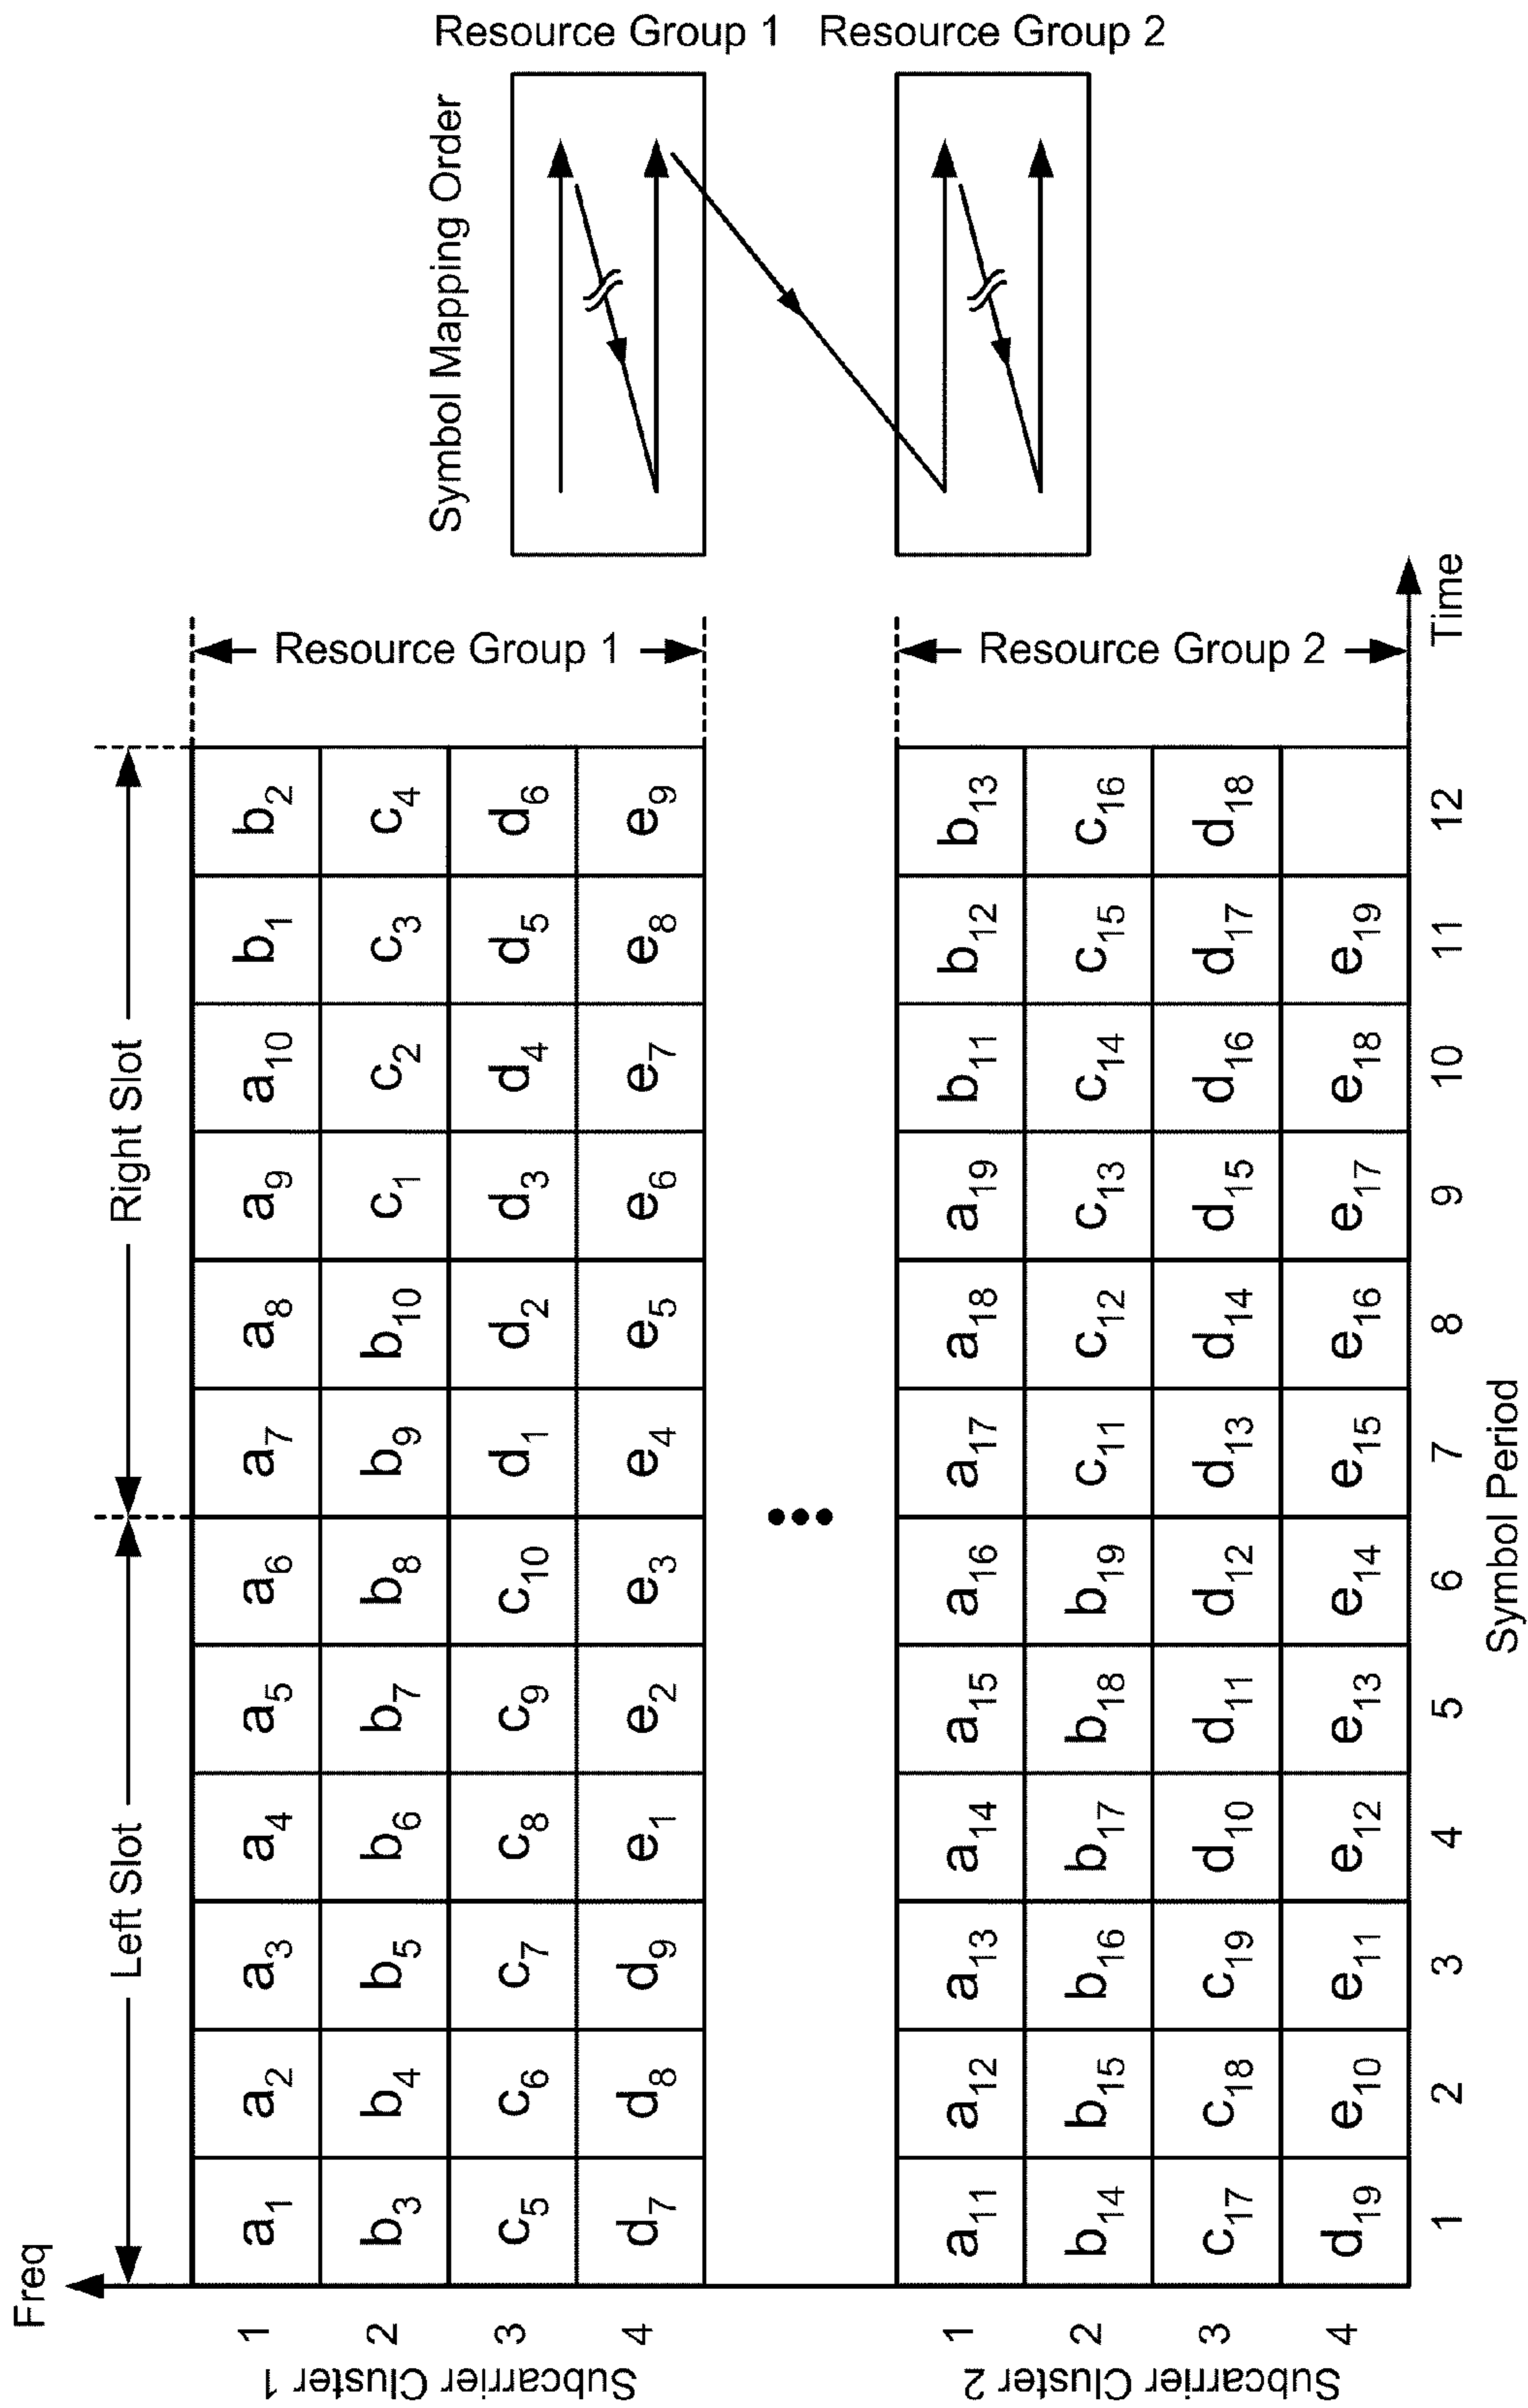 Freq
Left Slot
Right Slot
Subcarrier Cluster 1
1 a1 a2 a3 a4 a5 a6 a7 a8 a9 a10 b1 b2
2 b3 b4 b5 b6 b7 b8 b9 b10 c1 c2 c3 c4
3 c5 c6 c7 c8 c9 c10 d1 d2 d3 d4 d5 d6
4 d7 d8 d9 e1 e2 e3 e4 e5 e6 e7 e8 e9
Resource Group 1
Subcarrier Cluster 2
1 a11 a12 a13 a14 a15 a16 a17 a18 a19 b11 b12 b13
2 b14 b15 b16 b17 b18 b19 c11 c12 c13 c14 c15 c16
3 c17 c18 c19 d10 d11 d12 d13 d14 d15 d16 d17 d18
4 d19 e10 e11 e12 e13 e14 e15 e16 e17 e18 e19
Resource Group 2
1 2 3 4 5 6 7 8 9 10 11 12
Time
Symbol Period
Symbol Mapping Order
Resource Group 1
Resource Group 2